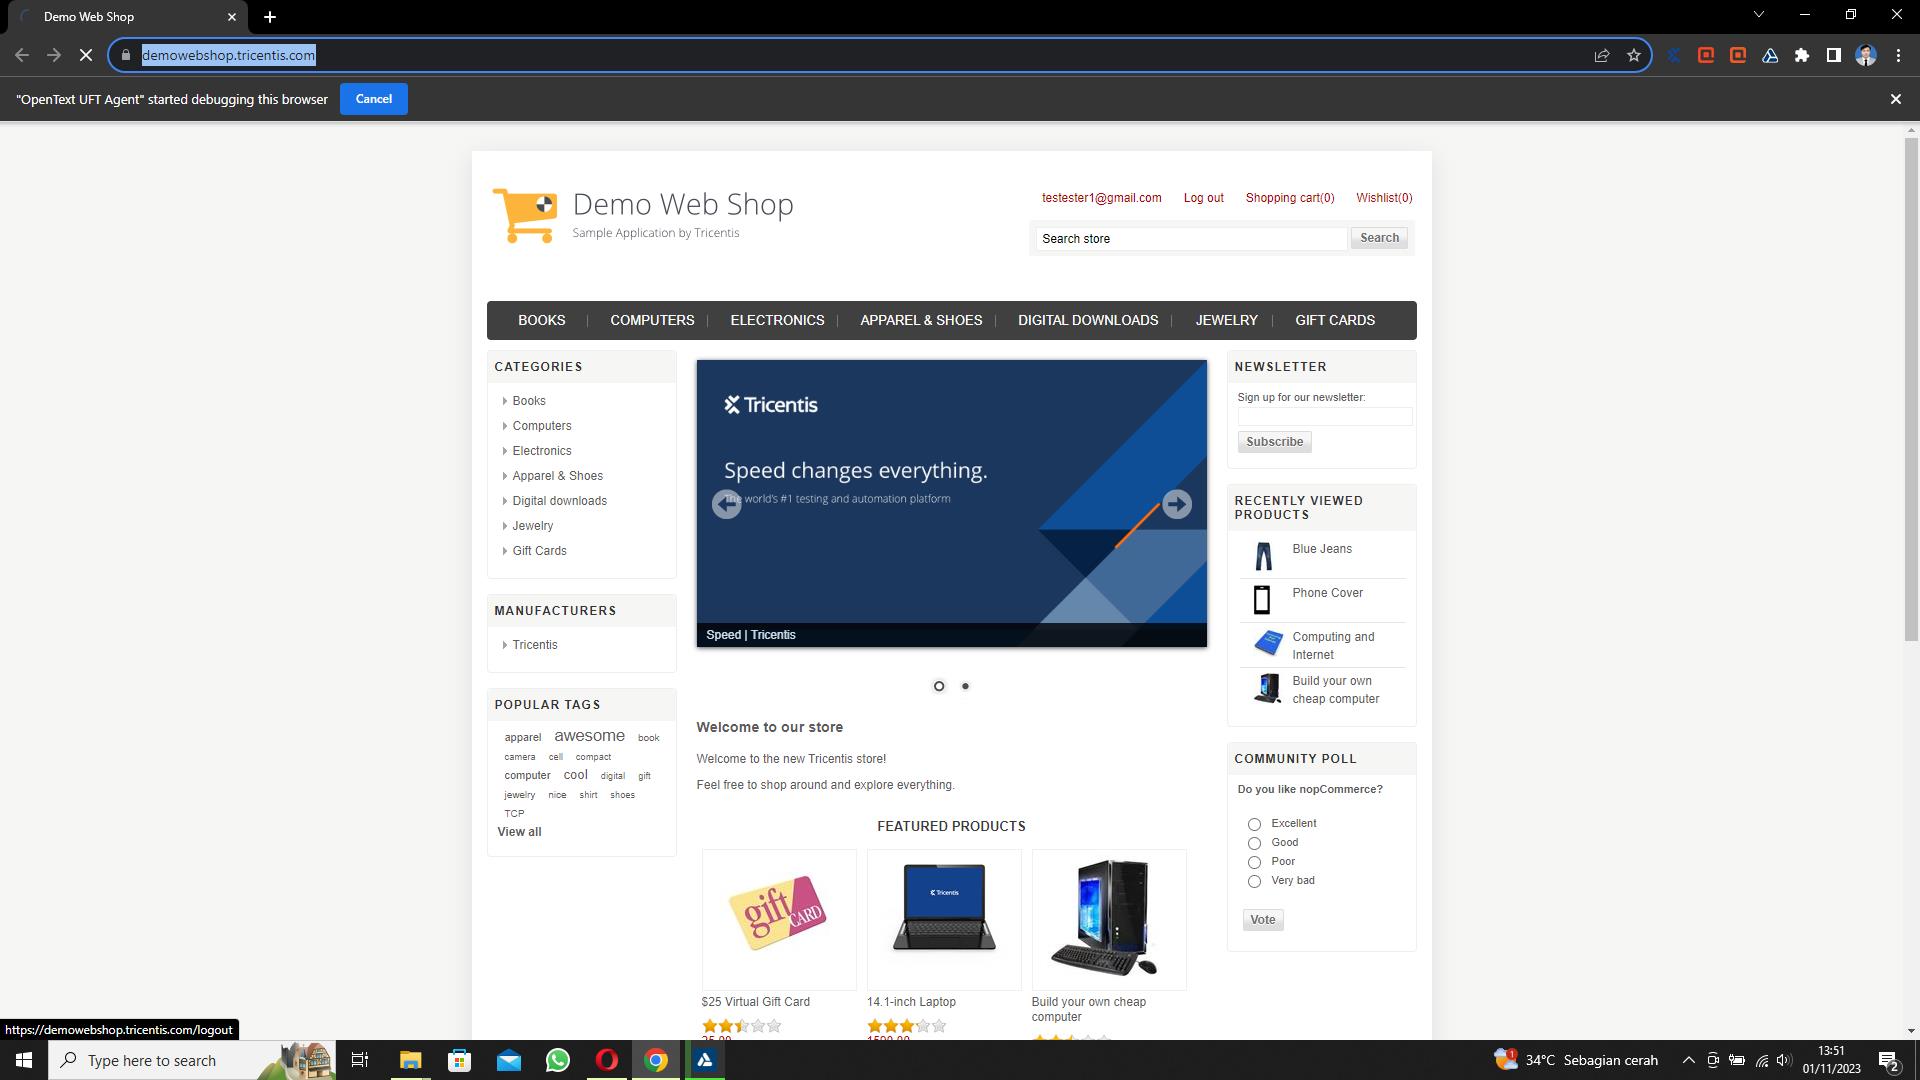 Demo Web Shop
demowebshop.tricentis.com
"OpenText UFT Agent" started debugging this browser
Cancel
Demo Web Shop
Sample Application by Tricentis
testester1@gmail.com
Log out
Shopping cart(0)
Wishlist(0)
Search store
Search
BOOKS
COMPUTERS
ELECTRONICS
APPAREL & SHOES
DIGITAL DOWNLOADS
JEWELRY
GIFT CARDS
CATEGORIES
Books
Computers
Electronics
Apparel & Shoes
Digital downloads
Jewelry
Gift Cards
MANUFACTURERS
Tricentis
POPULAR TAGS
apparel awesome book
camera cell compact
computer cool digital gift
jewelry nice shirt shoes
TCP
View all
Tricentis
Speed changes everything.
The world's #1 testing and automation platform
Speed | Tricentis
Welcome to our store
Welcome to the new Tricentis store!
Feel free to shop around and explore everything.
FEATURED PRODUCTS
gift CARD
Tricentis
$25 Virtual Gift Card
14.1-inch Laptop
Build your own cheap
computer
25.00
1590.00
NEWSLETTER
Sign up for our newsletter:
Subscribe
RECENTLY VIEWED
PRODUCTS
Blue Jeans
Phone Cover
Computing and
Internet
Build your own
cheap computer
COMMUNITY POLL
Do you like nopCommerce?
Excellent
Good
Poor
Very bad
Vote
https://demowebshop.tricentis.com/logout
Type here to search
1
34°C Sebagian cerah
13:51
01/11/2023
2